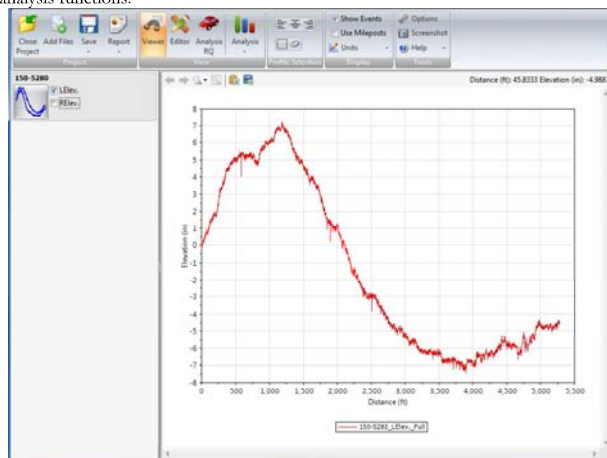 analysis functions.
Close Project
Add Files
Save
Report
Viewer
Editor
Analysis RQ
Analysis
Show Events
Use Mileposts
Units
Options
Screenshot
Help
Project
View
Profile Selection
Display
Tools
150-5280
LElev.
RElev.
Distance (ft): 45.8333 Elevation (in): -4.988
8
7
6
5
4
3
2
1
0
-1
-2
-3
-4
-5
-6
-7
-8
Elevation (in)
0 500 1,000 1,500 2,000 2,500 3,000 3,500 4,000 4,500 5,000 5,500
Distance (ft)
150-5280_LElev._Full